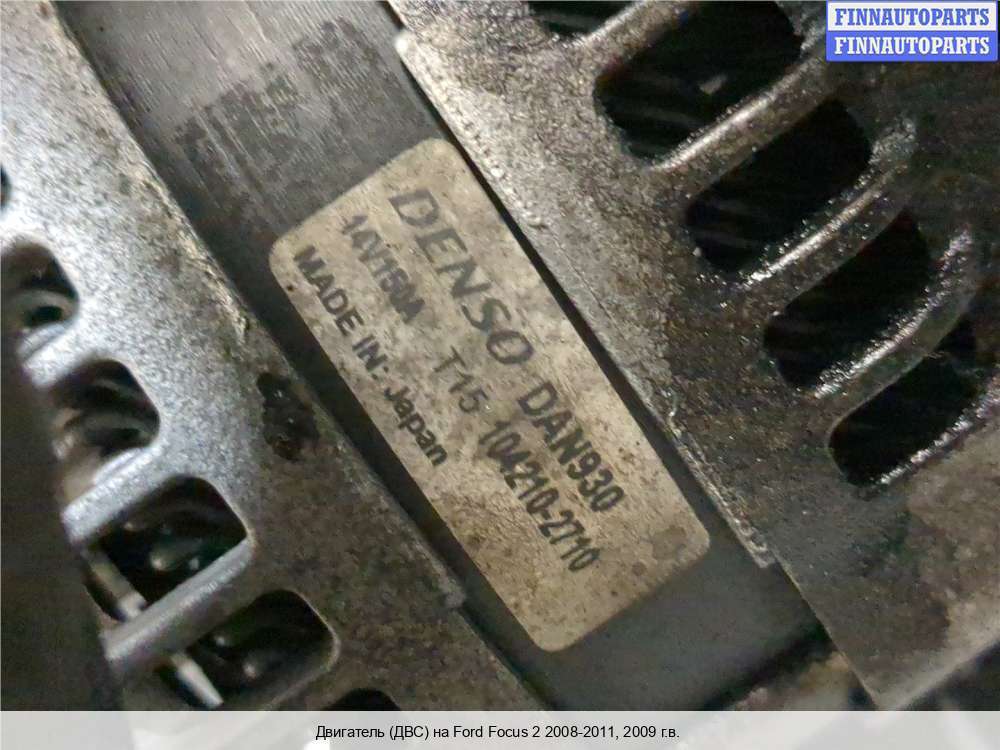 FINNAUTOPARTS
FINNAUTOPARTS
DENSO DAN930
14V150A T15 104210-2710
MADE IN: Japan
Двигатель (ДВС) на Ford Focus 2 2008-2011, 2009 г.в.